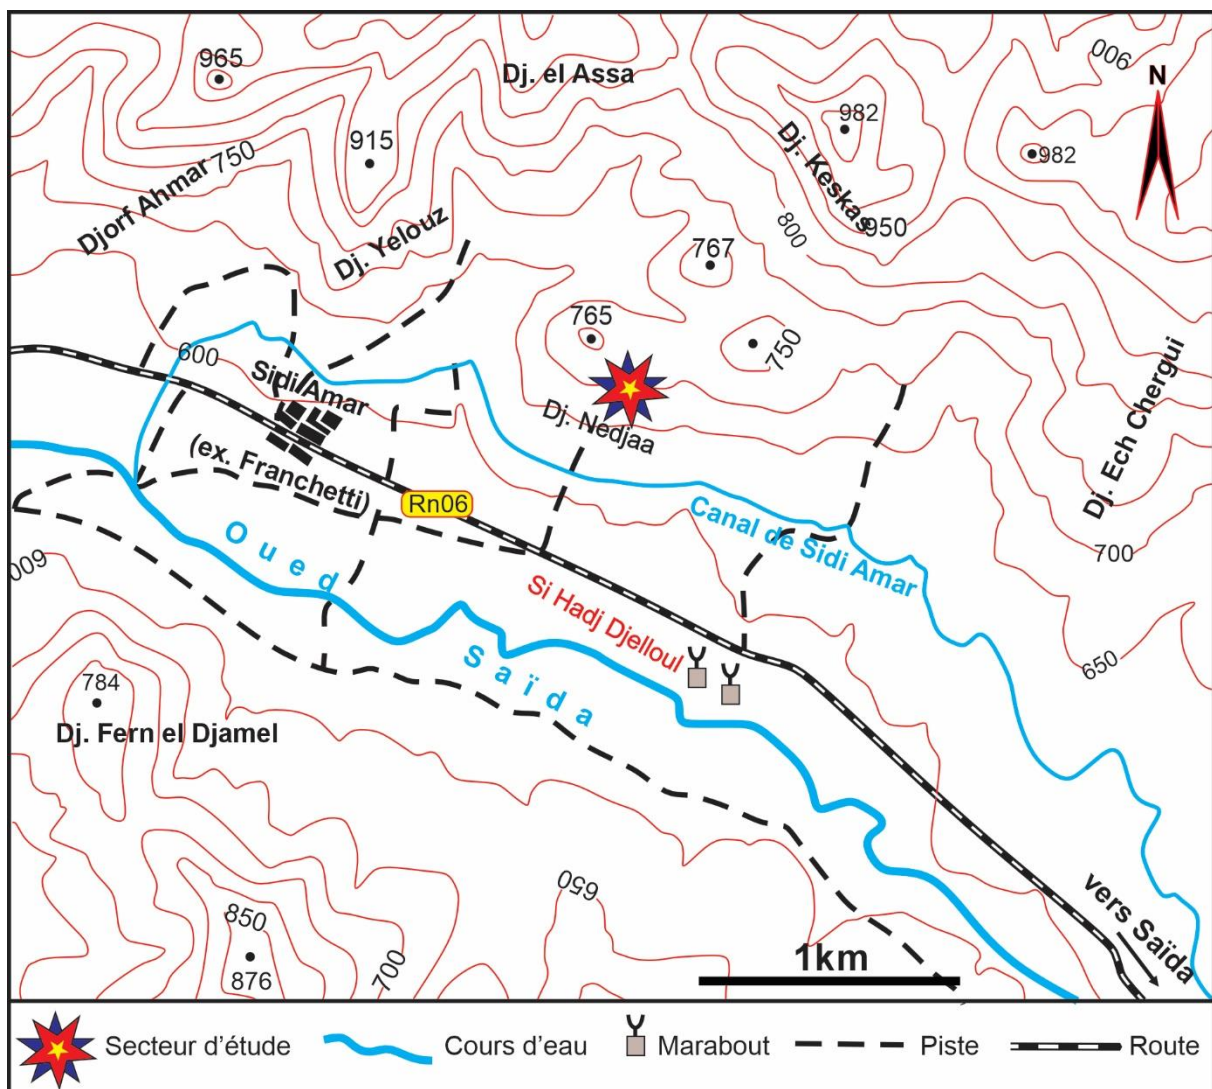 965
Dj. el Assa
900
N
915
982
982
Djorf Ahmar
750
Dj. Keskas
950
Dj. Yelouz
800
767
765
750
600
Sidi Amar
(ex. Franchetti)
Dj. Nedjaa
Dj. Ech Chergui
Rn06
Canal de Sidi Amar
700
600
Oued
Saïda
Si Hadj Djelloul
650
784
Dj. Fern el Djamel
650
850
876
700
1km
vers Saïda
Secteur d'étude
Cours d'eau
Marabout
Piste
Route